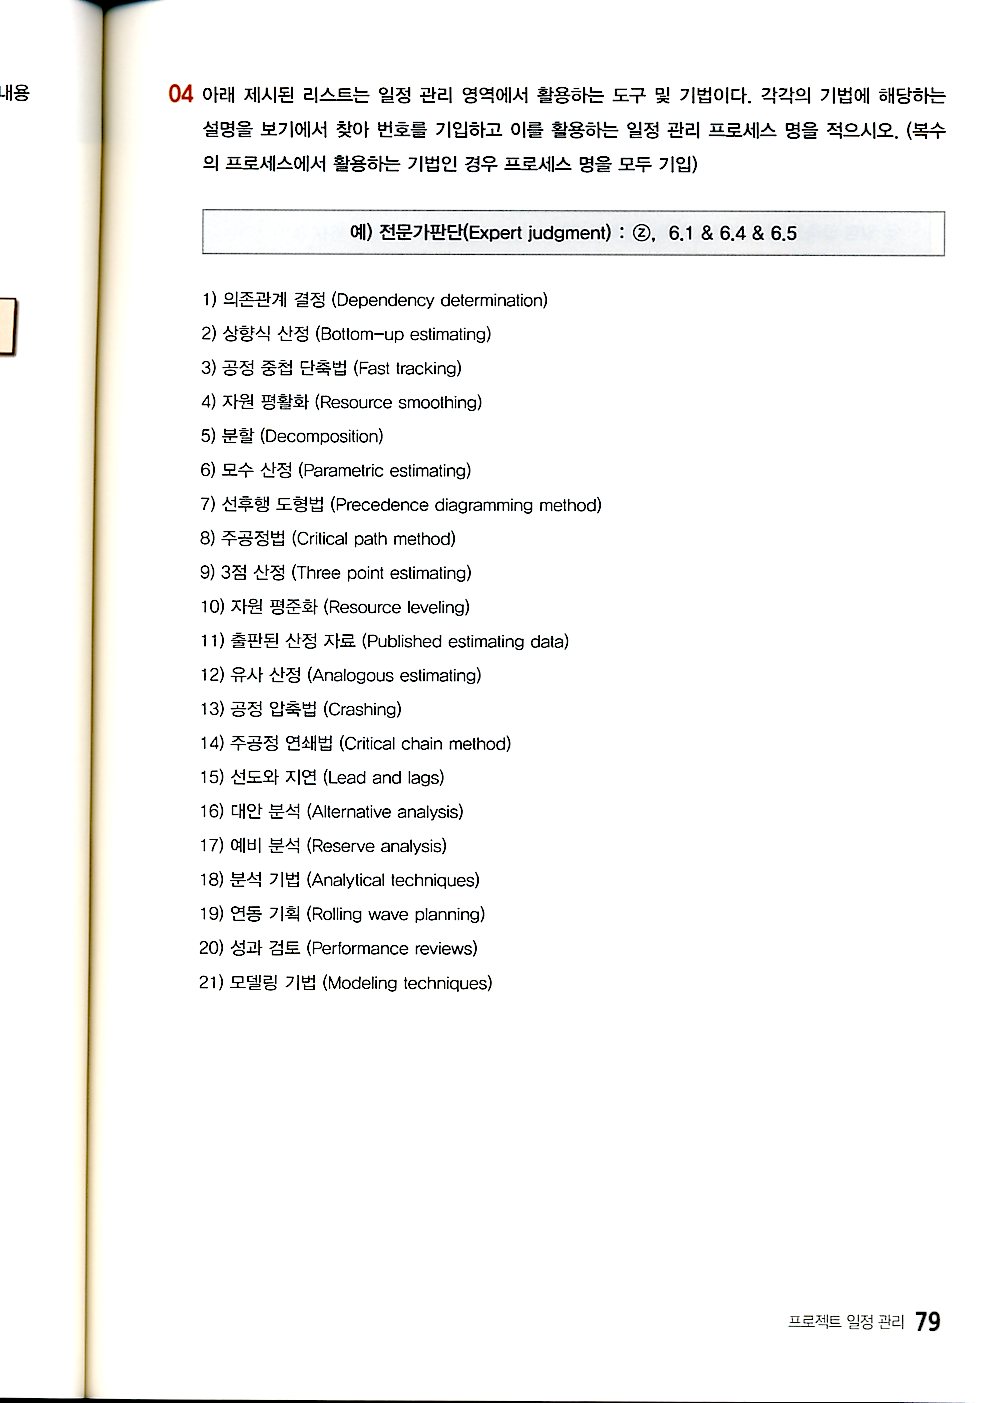 내용
04 아래 제시된 리스트는 일정 관리 영역에서 활용하는 도구 및 기법이다. 각각의 기법에 해당하는
설명을 보기에서 찾아 번호를 기입하고 이를 활용하는 일정 관리 프로세스 명을 적으시오. (복수
의 프로세스에서 활용하는 기법인 경우 프로세스 명을 모두 기입)
예) 전문가판단(Expert judgment) : ⓩ, 6.1 & 6.4 & 6.5
1) 의존관계 결정 (Dependency determination)
2) 상향식 산정 (Bottom-up estimating)
3) 공정 중첩 단축법 (Fast tracking)
4) 자원 평활화 (Resource smoothing)
5) 분할 (Decomposition)
6) 모수 산정 (Parametric estimating)
7) 선후행 도형법 (Precedence diagramming method)
8) 주공정법 (Critical path method)
9) 3점 산정 (Three point estimating)
10) 자원 평준화 (Resource leveling)
11) 출판된 산정 자료 (Published estimating data)
12) 유사 산정 (Analogous estimating)
13) 공정 압축법 (Crashing)
14) 주공정 연쇄법 (Critical chain method)
15) 선도와 지연 (Lead and lags)
16) 대안 분석 (Alternative analysis)
17) 예비 분석 (Reserve analysis)
18) 분석 기법 (Analytical techniques)
19) 연동 기획 (Rolling wave planning)
20) 성과 검토 (Performance reviews)
21) 모델링 기법 (Modeling techniques)
프로젝트 일정 관리 79